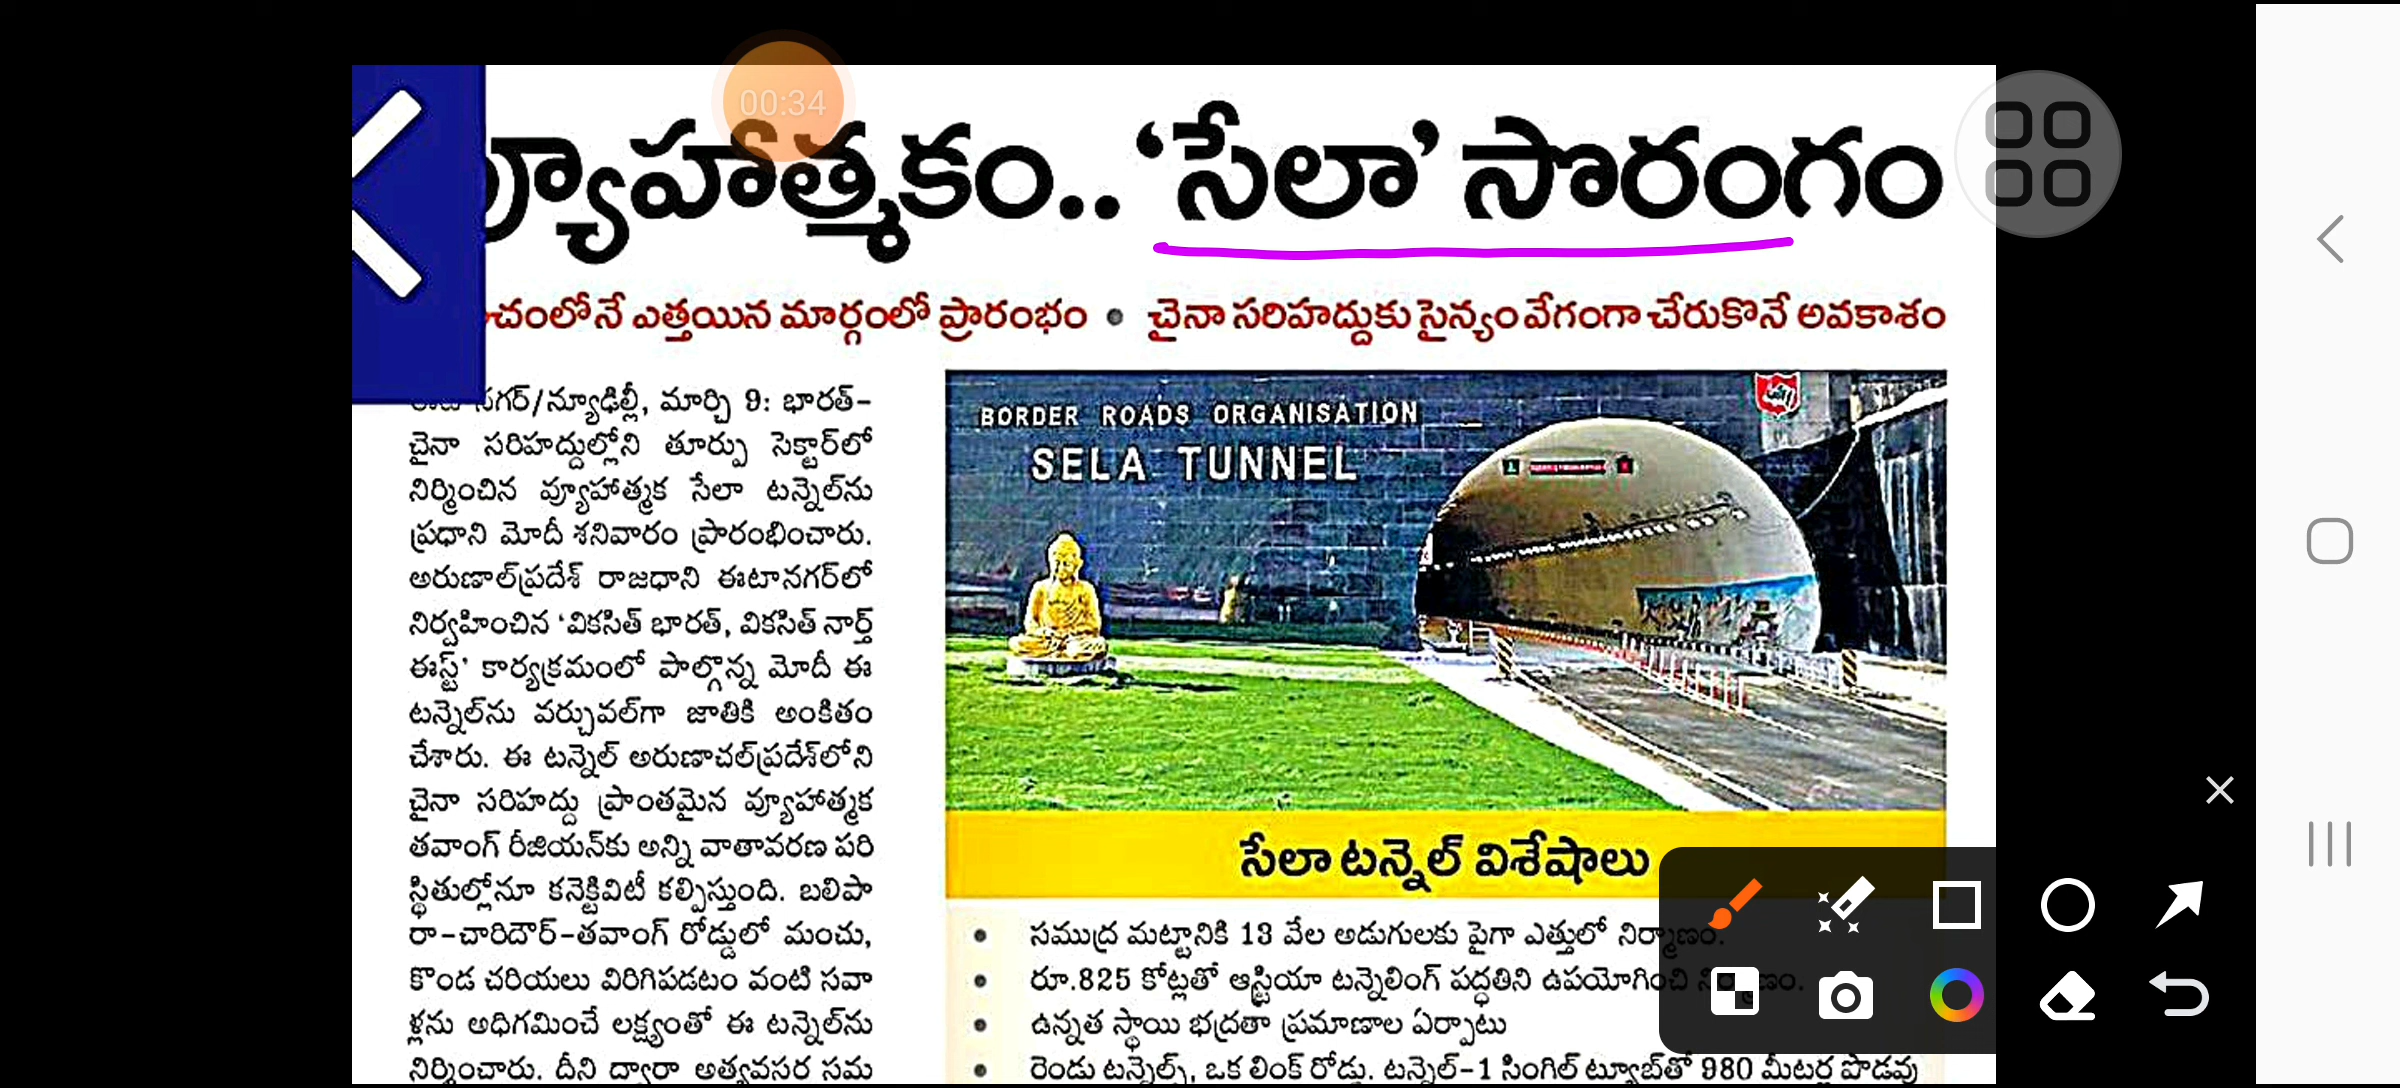 00:34
వ్యూహాత్మకం.. ‘సేలా’ సొరంగం
చంలోనే ఎత్తయిన మార్గంలో ప్రారంభం • చైనా సరిహద్దుకు సైన్యం వేగంగా చేరుకొనే అవకాశం
నగర్/న్యూఢిల్లీ, మార్చి 9: భారత్-
చైనా సరిహద్దుల్లోని తూర్పు సెక్టార్‌లో
నిర్మించిన వ్యూహాత్మక సేలా టన్నెల్‌ను
ప్రధాని మోదీ శనివారం ప్రారంభించారు.
అరుణాల్‌ప్రదేశ్ రాజధాని ఈటానగర్‌లో
నిర్వహించిన ‘వికసిత్ భారత్, వికసిత్ నార్త్
ఈస్ట్’ కార్యక్రమంలో పాల్గొన్న మోదీ ఈ
టన్నెల్‌ను వర్చువల్‌గా జాతికి అంకితం
చేశారు. ఈ టన్నెల్ అరుణాచల్‌ప్రదేశ్‌లోని
చైనా సరిహద్దు ప్రాంతమైన వ్యూహాత్మక
తవాంగ్ రీజియన్‌కు అన్ని వాతావరణ పరి
స్థితుల్లోనూ కనెక్టివిటీ కల్పిస్తుంది. బలిపా
రా-చారిదౌర్-తవాంగ్ రోడ్డులో మంచు,
కొండ చరియలు విరిగిపడటం వంటి సవా
ళ్లను అధిగమించే లక్ష్యంతో ఈ టన్నెల్‌ను
నిర్మించారు. దీని ద్వారా అత్యవసర సమ
BORDER ROADS ORGANISATION
SELA TUNNEL
సేలా టన్నెల్ విశేషాలు
• సముద్ర మట్టానికి 13 వేల అడుగులకు పైగా ఎత్తులో నిర్మాణం.
• రూ.825 కోట్లతో ఆస్ట్రియా టన్నెలింగ్ పద్ధతిని ఉపయోగించి నిర్మాణం.
• ఉన్నత స్థాయి భద్రతా ప్రమాణాల ఏర్పాటు
• రెండు టన్నెల్స్, ఒక లింక్ రోడ్డు. టన్నెల్-1 సింగిల్ ట్యూబ్‌తో 980 మీటర్ల పొడవు